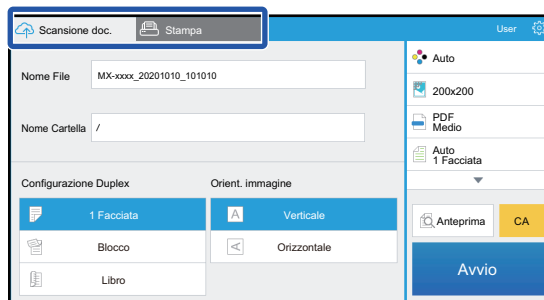 Scansione doc.
Stampa
User
Nome File
MX-xxxx_20201010_101010
Nome Cartella
/
Configurazione Duplex
Orient. immagine
1 Facciata
Blocco
Libro
A
Verticale
A
Orizzontale
Auto
200x200
PDF
Medio
Auto
1 Facciata
Anteprima
CA
Avvio